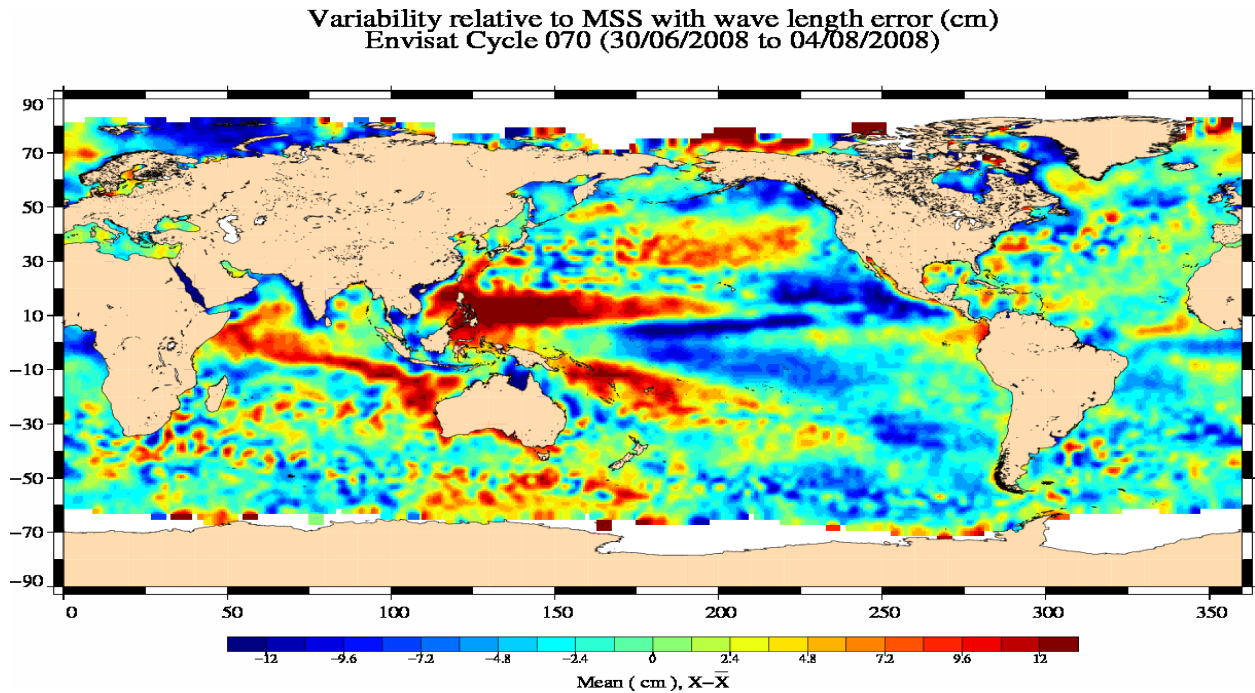 Variability relative to MSS with wave length error (cm)
Envisat Cycle 070 (30/06/2008 to 04/08/2008)
90
70
50
30
10
−10
−30
−50
−70
−90
0 50 100 150 200 250 300 350
−12 −9.6 −7.2 −4.8 −2.4 0 2.4 4.8 7.2 9.6 12
Mean ( cm ), X−X̅